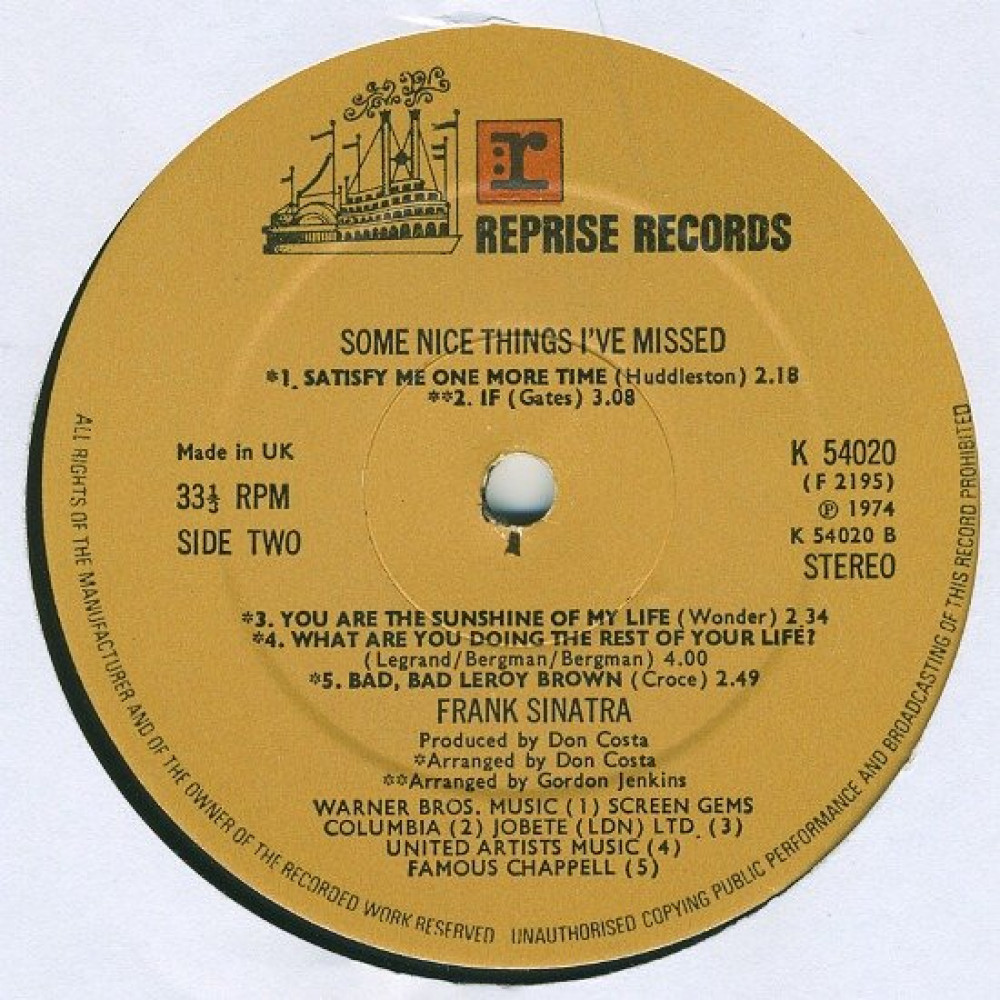 r
REPRISE RECORDS
SOME NICE THINGS I'VE MISSED
*1. SATISFY ME ONE MORE TIME (Huddleston) 2.18
**2. IF (Gates) 3.08
Made in UK
33⅓ RPM
SIDE TWO
K 54020
(F 2195)
℗ 1974
K 54020 B
STEREO
*3. YOU ARE THE SUNSHINE OF MY LIFE (Wonder) 2 34
*4. WHAT ARE YOU DOING THE REST OF YOUR LIFE?
(Legrand/Bergman/Bergman) 4.00
*5. BAD, BAD LEROY BROWN (Croce) 2.49
FRANK SINATRA
Produced by Don Costa
*Arranged by Don Costa
**Arranged by Gordon Jenkins
WARNER BROS. MUSIC (1) SCREEN GEMS
COLUMBIA (2) JOBETE (LDN) LTD. (3)
UNITED ARTISTS MUSIC (4)
FAMOUS CHAPPELL (5)
ALL RIGHTS OF THE MANUFACTURER AND OF THE OWNER OF THE RECORDED WORK RESERVED UNAUTHORISED COPYING PUBLIC PERFORMANCE AND BROADCASTING OF THIS RECORD PROHIBITED